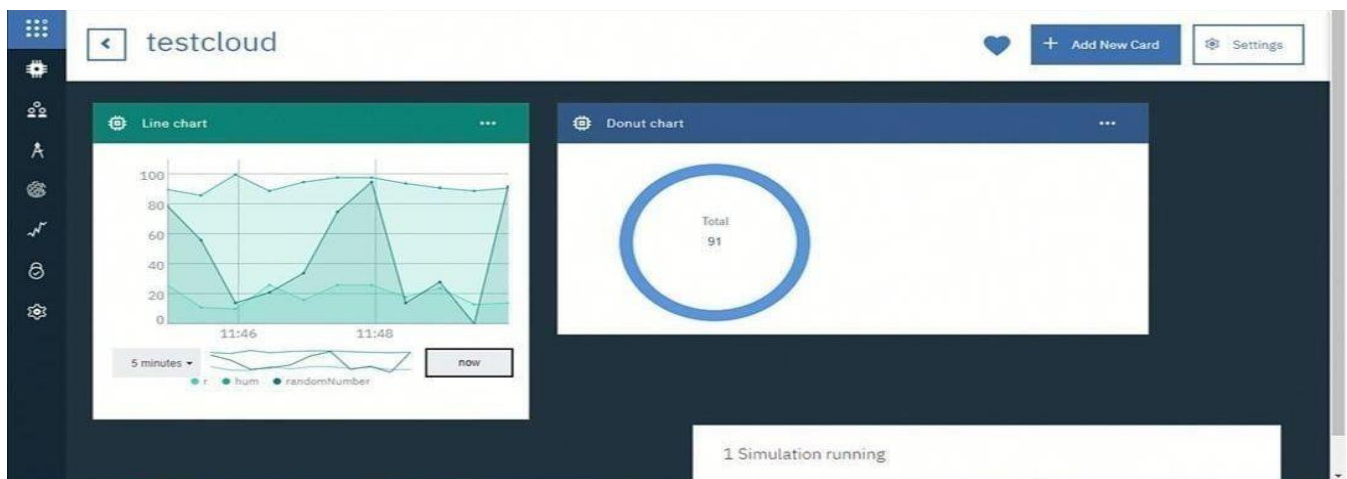 testcloud
+ Add New Card
Settings
Line chart
...
Donut chart
...
100
80
60
40
20
0
11:46
11:48
5 minutes
now
r
hum
randomNumber
Total
91
1 Simulation running